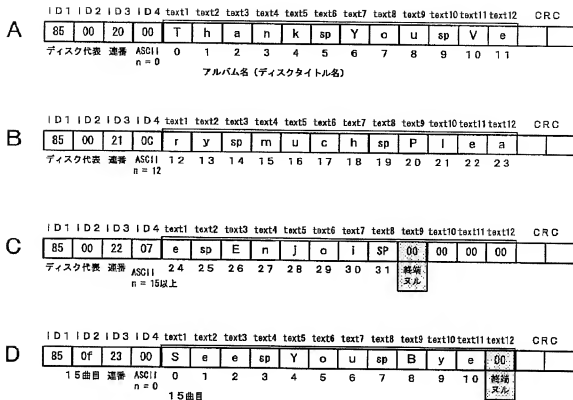 ID1 ID2 ID3 ID4 text1 text2 text3 text4 text5 text6 text7 text8 text9 text10 text11 text12 CRC
A 85 00 20 00 T h a n k sp Y o u sp V e
ディスク代表 連番 ASCII 0 1 2 3 4 5 6 7 8 9 10 11
n = 0
アルバム名 (ディスクタイトル名)
ID1 ID2 ID3 ID4 text1 text2 text3 text4 text5 text6 text7 text8 text9 text10 text11 text12 CRC
B 85 00 21 0C r y sp m u c h sp P l e a
ディスク代表 連番 ASCII 12 13 14 15 16 17 18 19 20 21 22 23
n = 12
ID1 ID2 ID3 ID4 text1 text2 text3 text4 text5 text6 text7 text8 text9 text10 text11 text12 CRC
C 85 00 22 07 e sp E n j o i SP 00 00 00 00
ディスク代表 連番 ASCII 24 25 26 27 28 29 30 31 終端
n = 15以上 ヌル
ID1 ID2 ID3 ID4 text1 text2 text3 text4 text5 text6 text7 text8 text9 text10 text11 text12 CRC
D 85 0f 23 00 S e e sp Y o u sp B y e 00
15曲目 連番 ASCII 0 1 2 3 4 5 6 7 8 9 10 終端
n = 0 ヌル
15曲目